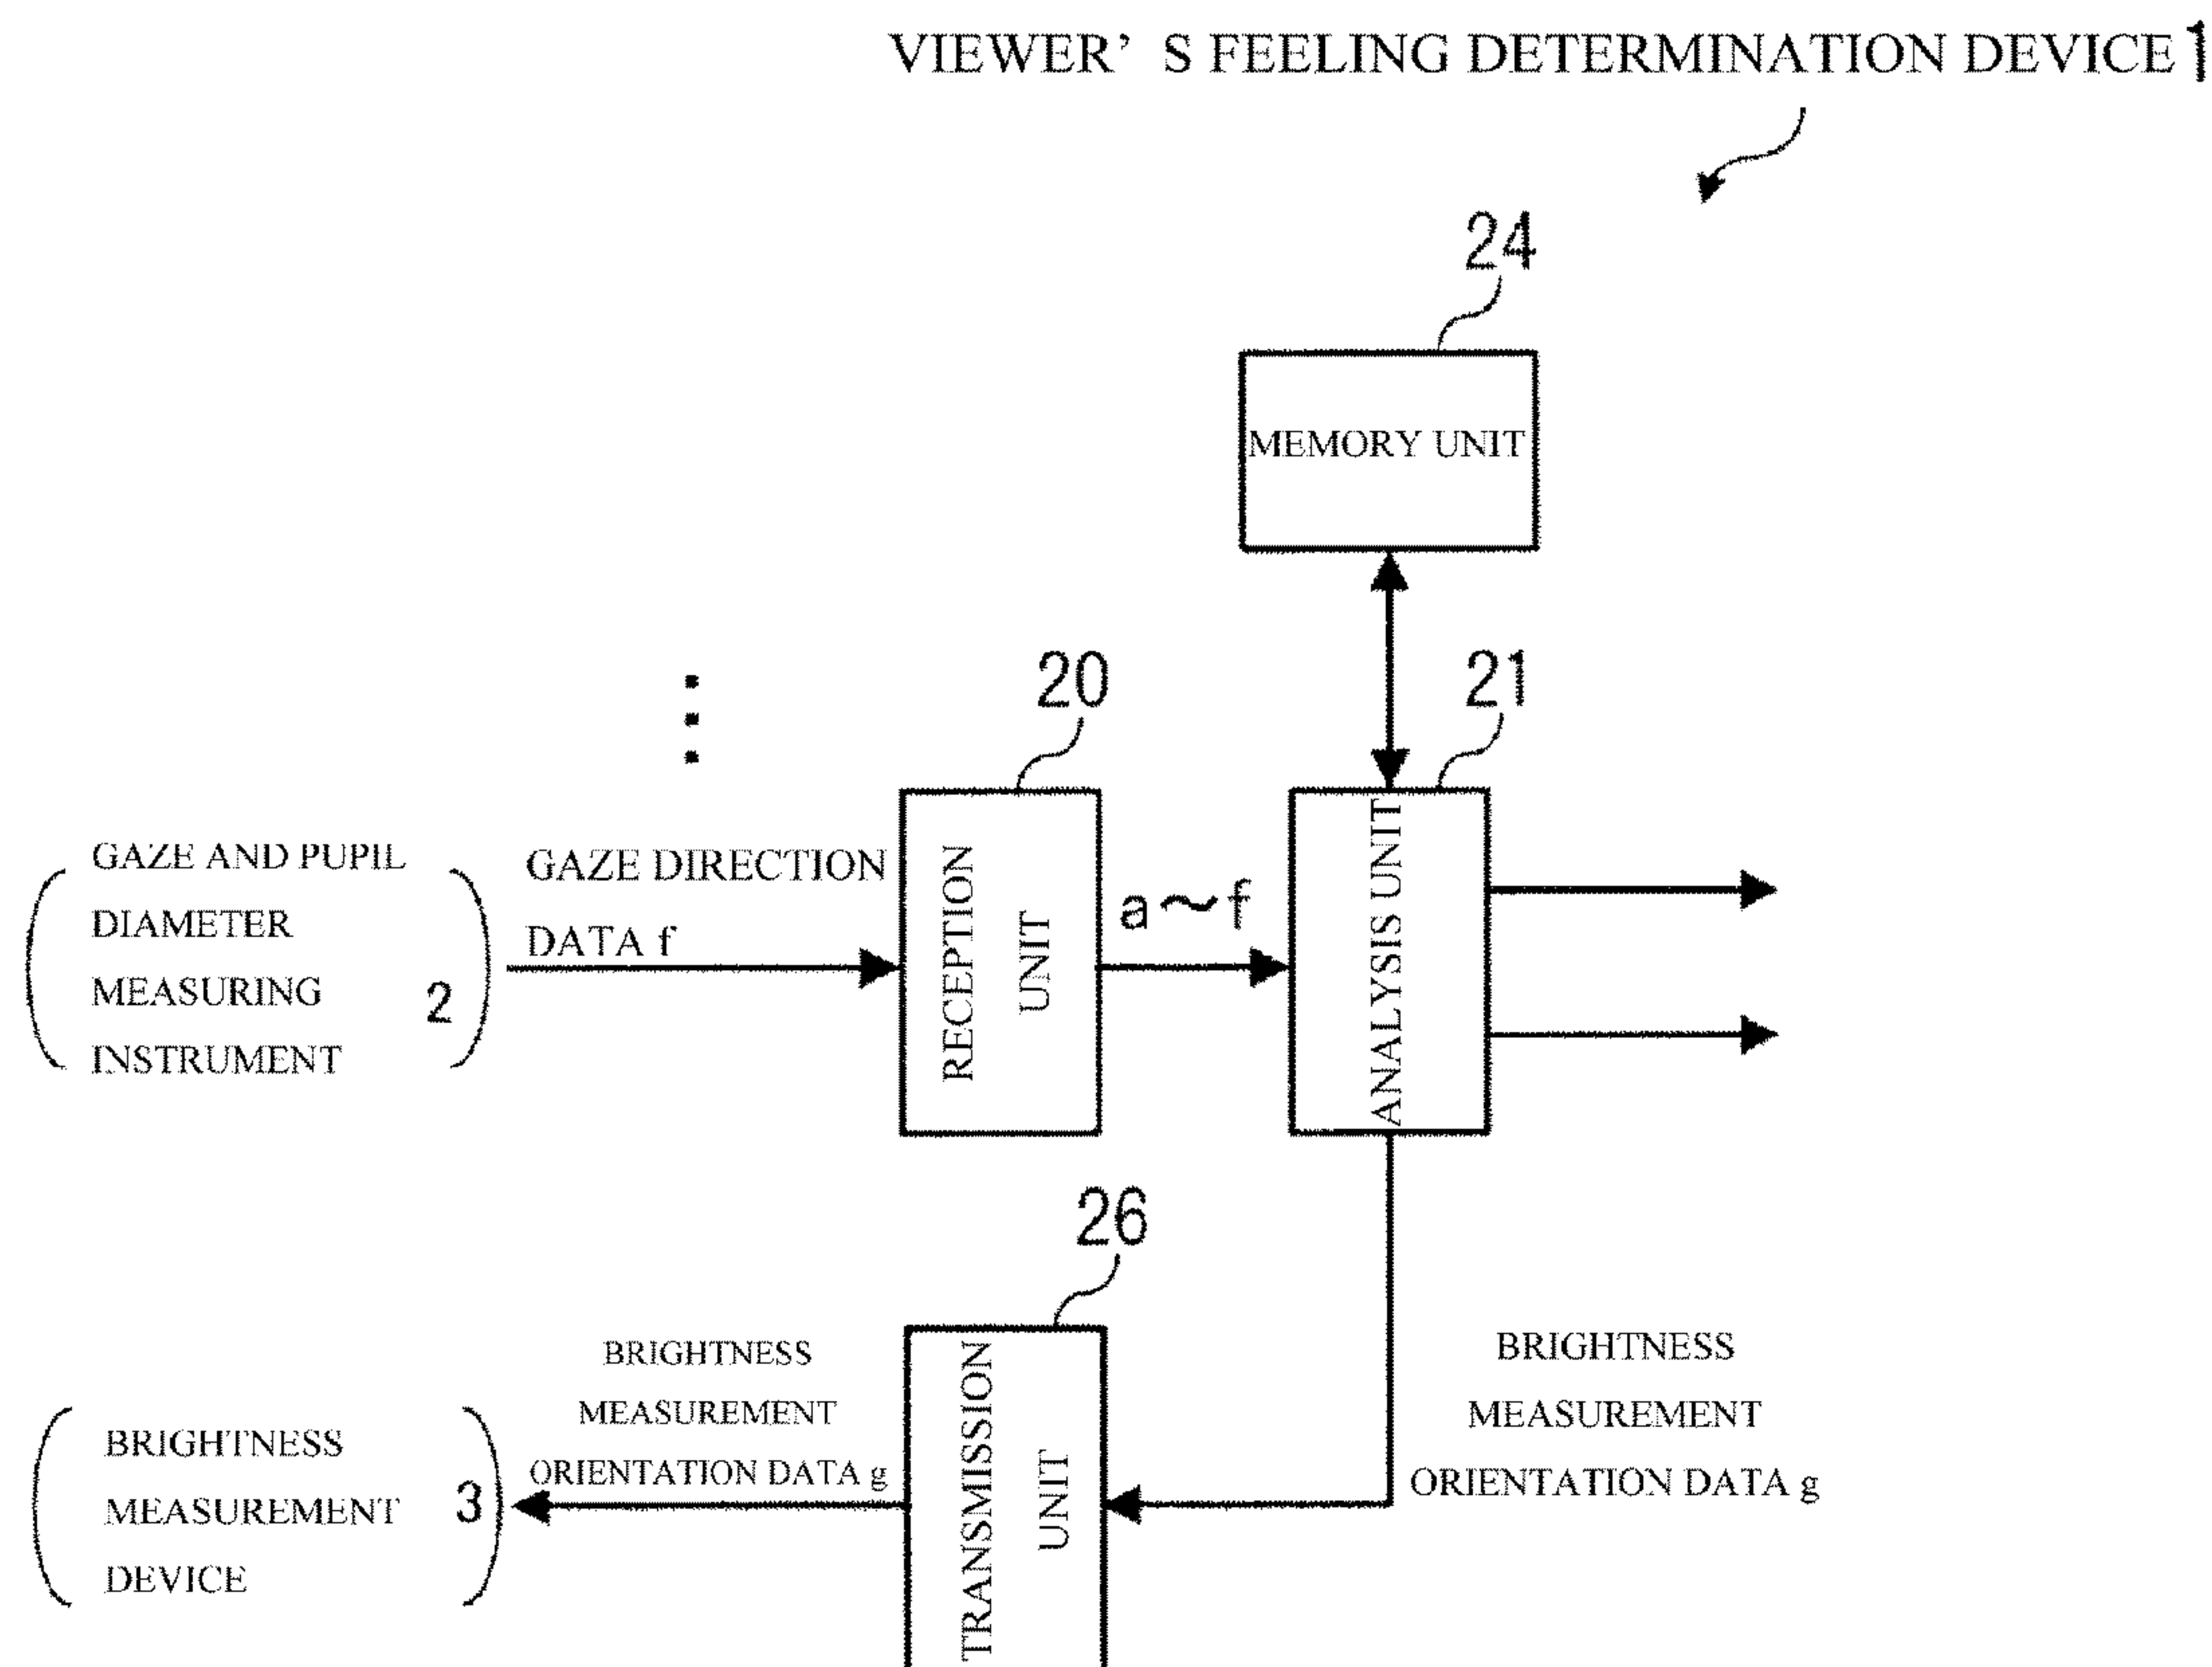 VIEWER' S FEELING DETERMINATION DEVICE 1
24
MEMORY UNIT
20
21
GAZE AND PUPIL
DIAMETER
MEASURING
INSTRUMENT
2
GAZE DIRECTION
DATA f
RECEPTION
UNIT
a～f
ANALYSIS UNIT
26
BRIGHTNESS
MEASUREMENT
DEVICE
3
BRIGHTNESS
MEASUREMENT
ORIENTATION DATA g
TRANSMISSION
UNIT
BRIGHTNESS
MEASUREMENT
ORIENTATION DATA g